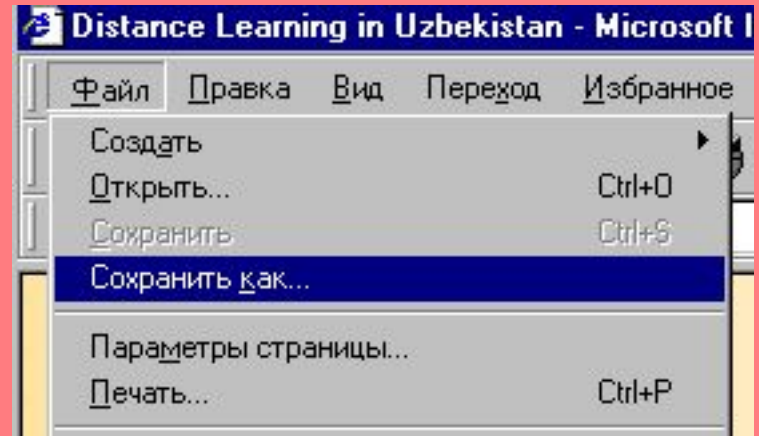 Distance Learning in Uzbekistan - Microsoft I
Файл Правка Вид Переход Избранное
Создать
Открыть... Ctrl+O
Сохранить Ctrl+S
Сохранить как...
Параметры страницы...
Печать... Ctrl+P